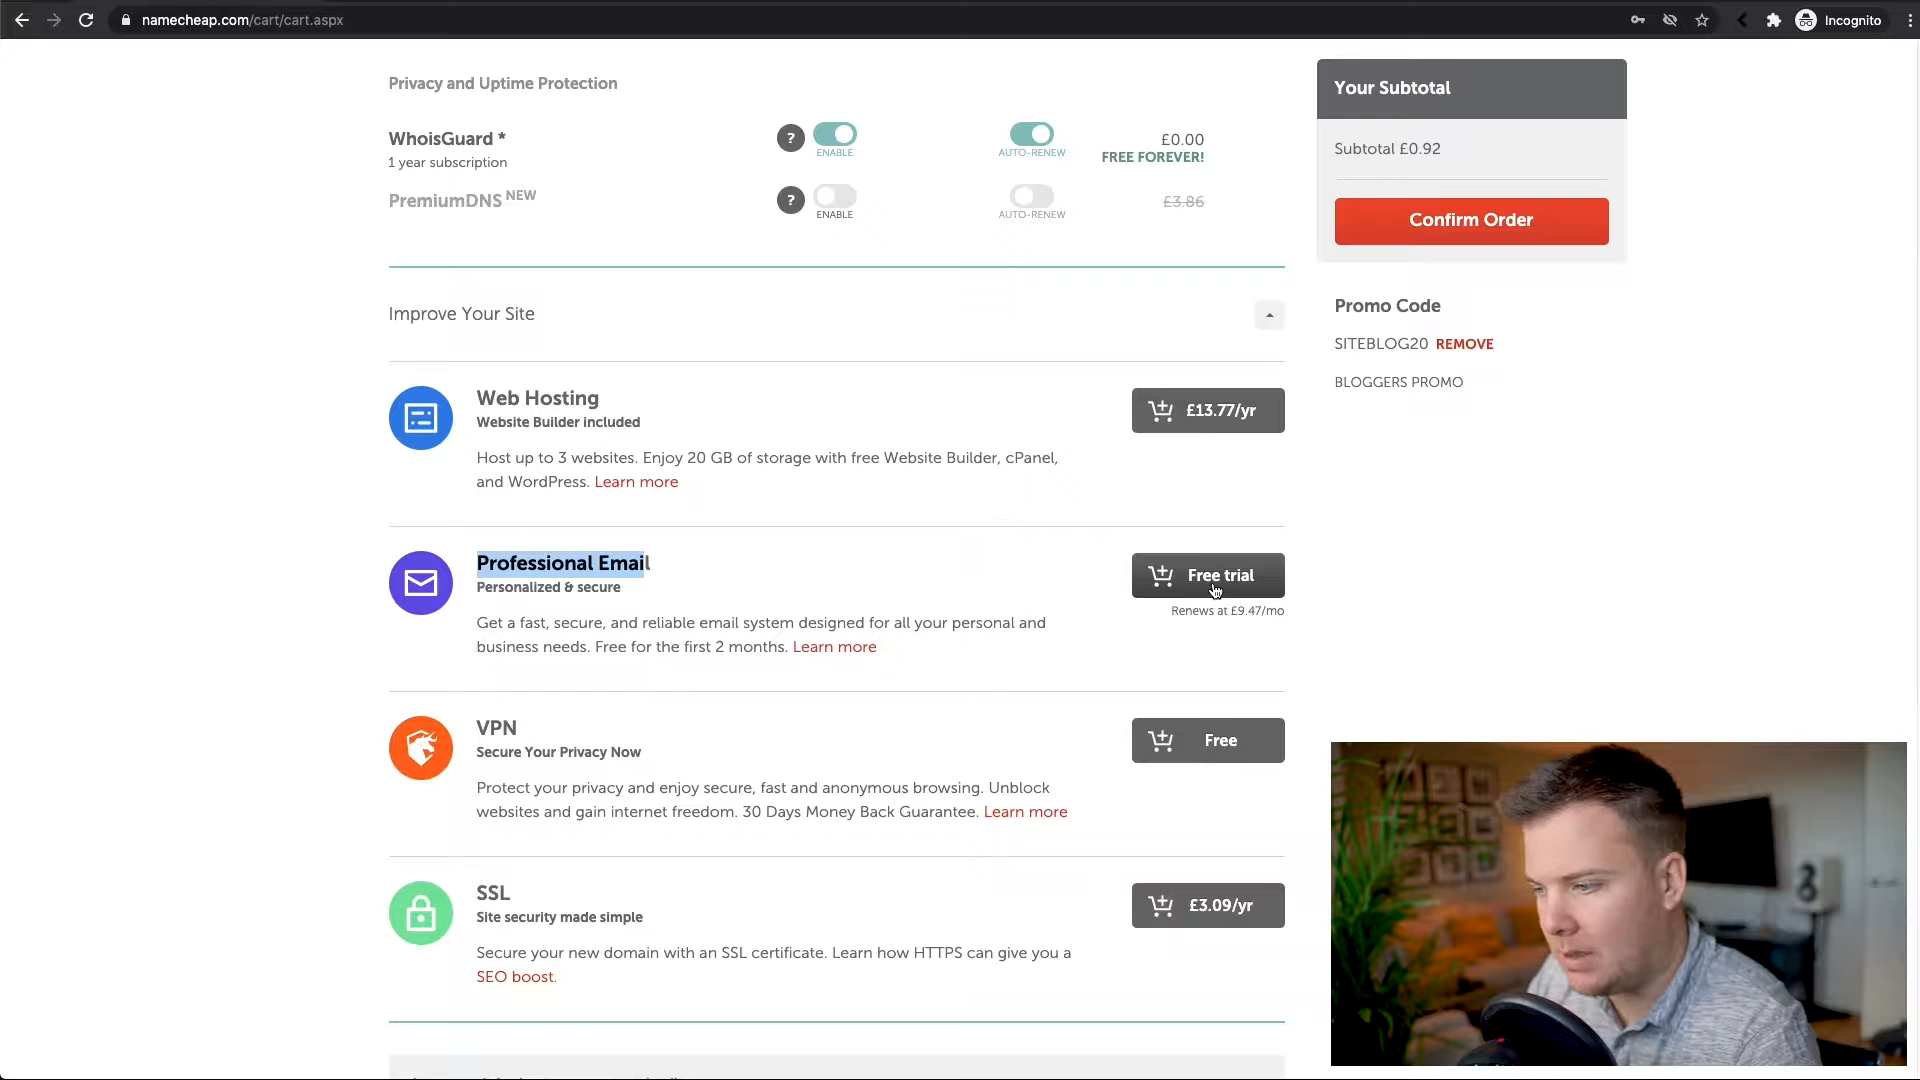 namecheap.com/cart/cart.aspx
Incognito
Privacy and Uptime Protection
WhoisGuard *
1 year subscription
?
ENABLE
AUTO-RENEW
£0.00
FREE FOREVER!
PremiumDNS NEW
?
ENABLE
AUTO-RENEW
£3.86
Improve Your Site
Web Hosting
Website Builder included
Host up to 3 websites. Enjoy 20 GB of storage with free Website Builder, cPanel,
and WordPress. Learn more
£13.77/yr
Professional Email
Personalized & secure
Get a fast, secure, and reliable email system designed for all your personal and
business needs. Free for the first 2 months. Learn more
Free trial
Renews at £9.47/mo
VPN
Secure Your Privacy Now
Protect your privacy and enjoy secure, fast and anonymous browsing. Unblock
websites and gain internet freedom. 30 Days Money Back Guarantee. Learn more
Free
SSL
Site security made simple
Secure your new domain with an SSL certificate. Learn how HTTPS can give you a
SEO boost.
£3.09/yr
Your Subtotal
Subtotal £0.92
Confirm Order
Promo Code
SITEBLOG20 REMOVE
BLOGGERS PROMO